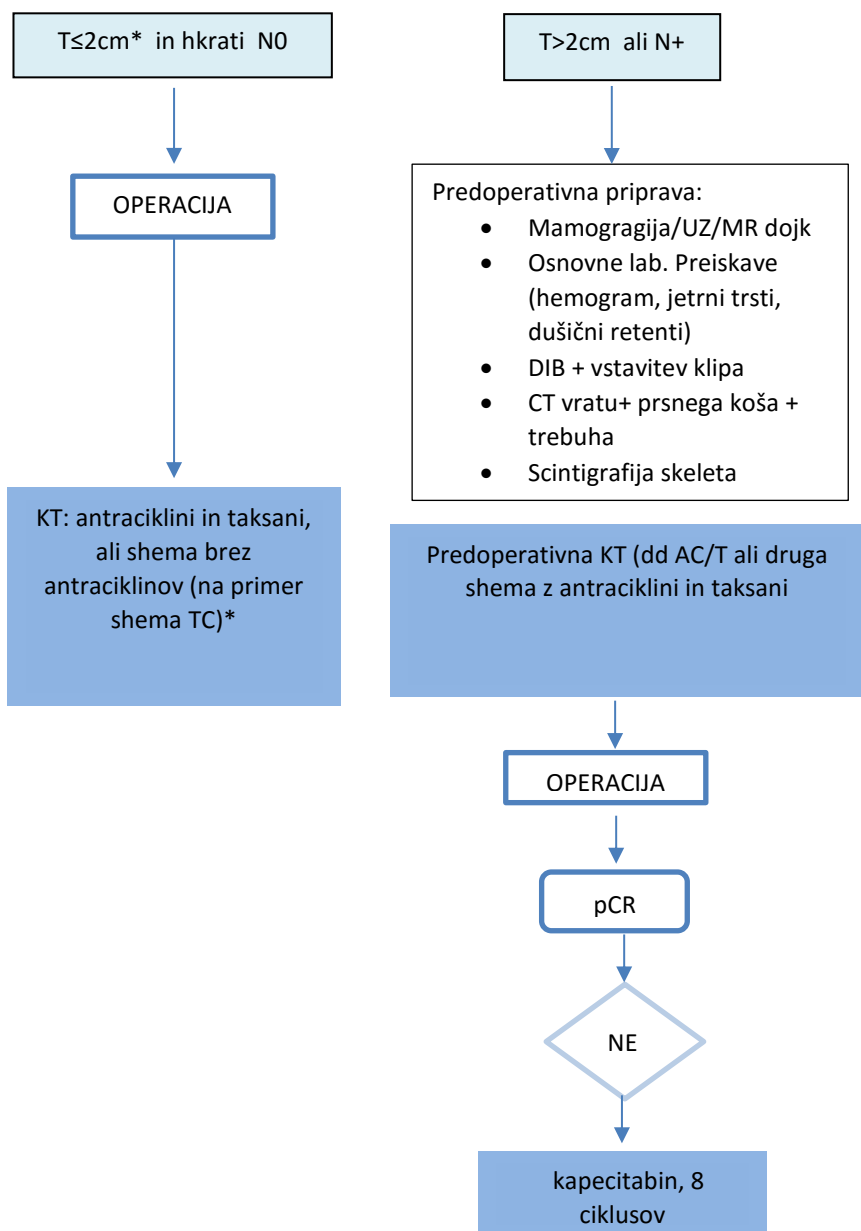 T≤2cm* in hkrati N0
OPERACIJA
KT: antraciklini in taksani,
ali shema brez
antraciklinov (na primer
shema TC)*
T>2cm ali N+
Predoperativna priprava:
• Mamogragija/UZ/MR dojk
• Osnovne lab. Preiskave
(hemogram, jetrni trsti,
dušični retenti)
• DIB + vstavitev klipa
• CT vratu+ prsnega koša +
trebuha
• Scintigrafija skeleta
Predoperativna KT (dd AC/T ali druga
shema z antraciklini in taksani
OPERACIJA
pCR
NE
kapecitabin, 8
ciklusov